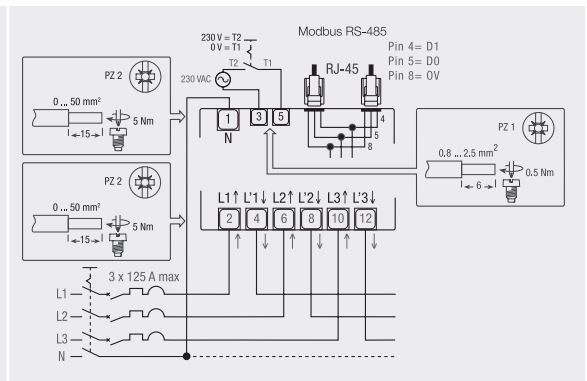 230 V = T2
0 V = T1
T2 T1
230 VAC
Modbus RS-485
RJ-45
Pin 4= D1
Pin 5= D0
Pin 8= 0V
PZ 2
0 ... 50 mm²
15
5 Nm
1 3 5
N
4
5
8
PZ 1
0.8 ... 2.5 mm²
6
0.5 Nm
PZ 2
0 ... 50 mm²
15
5 Nm
L1 L'1 L2 L'2 L3 L'3
2 4 6 8 10 12
3 x 125 A max
L1
L2
L3
N